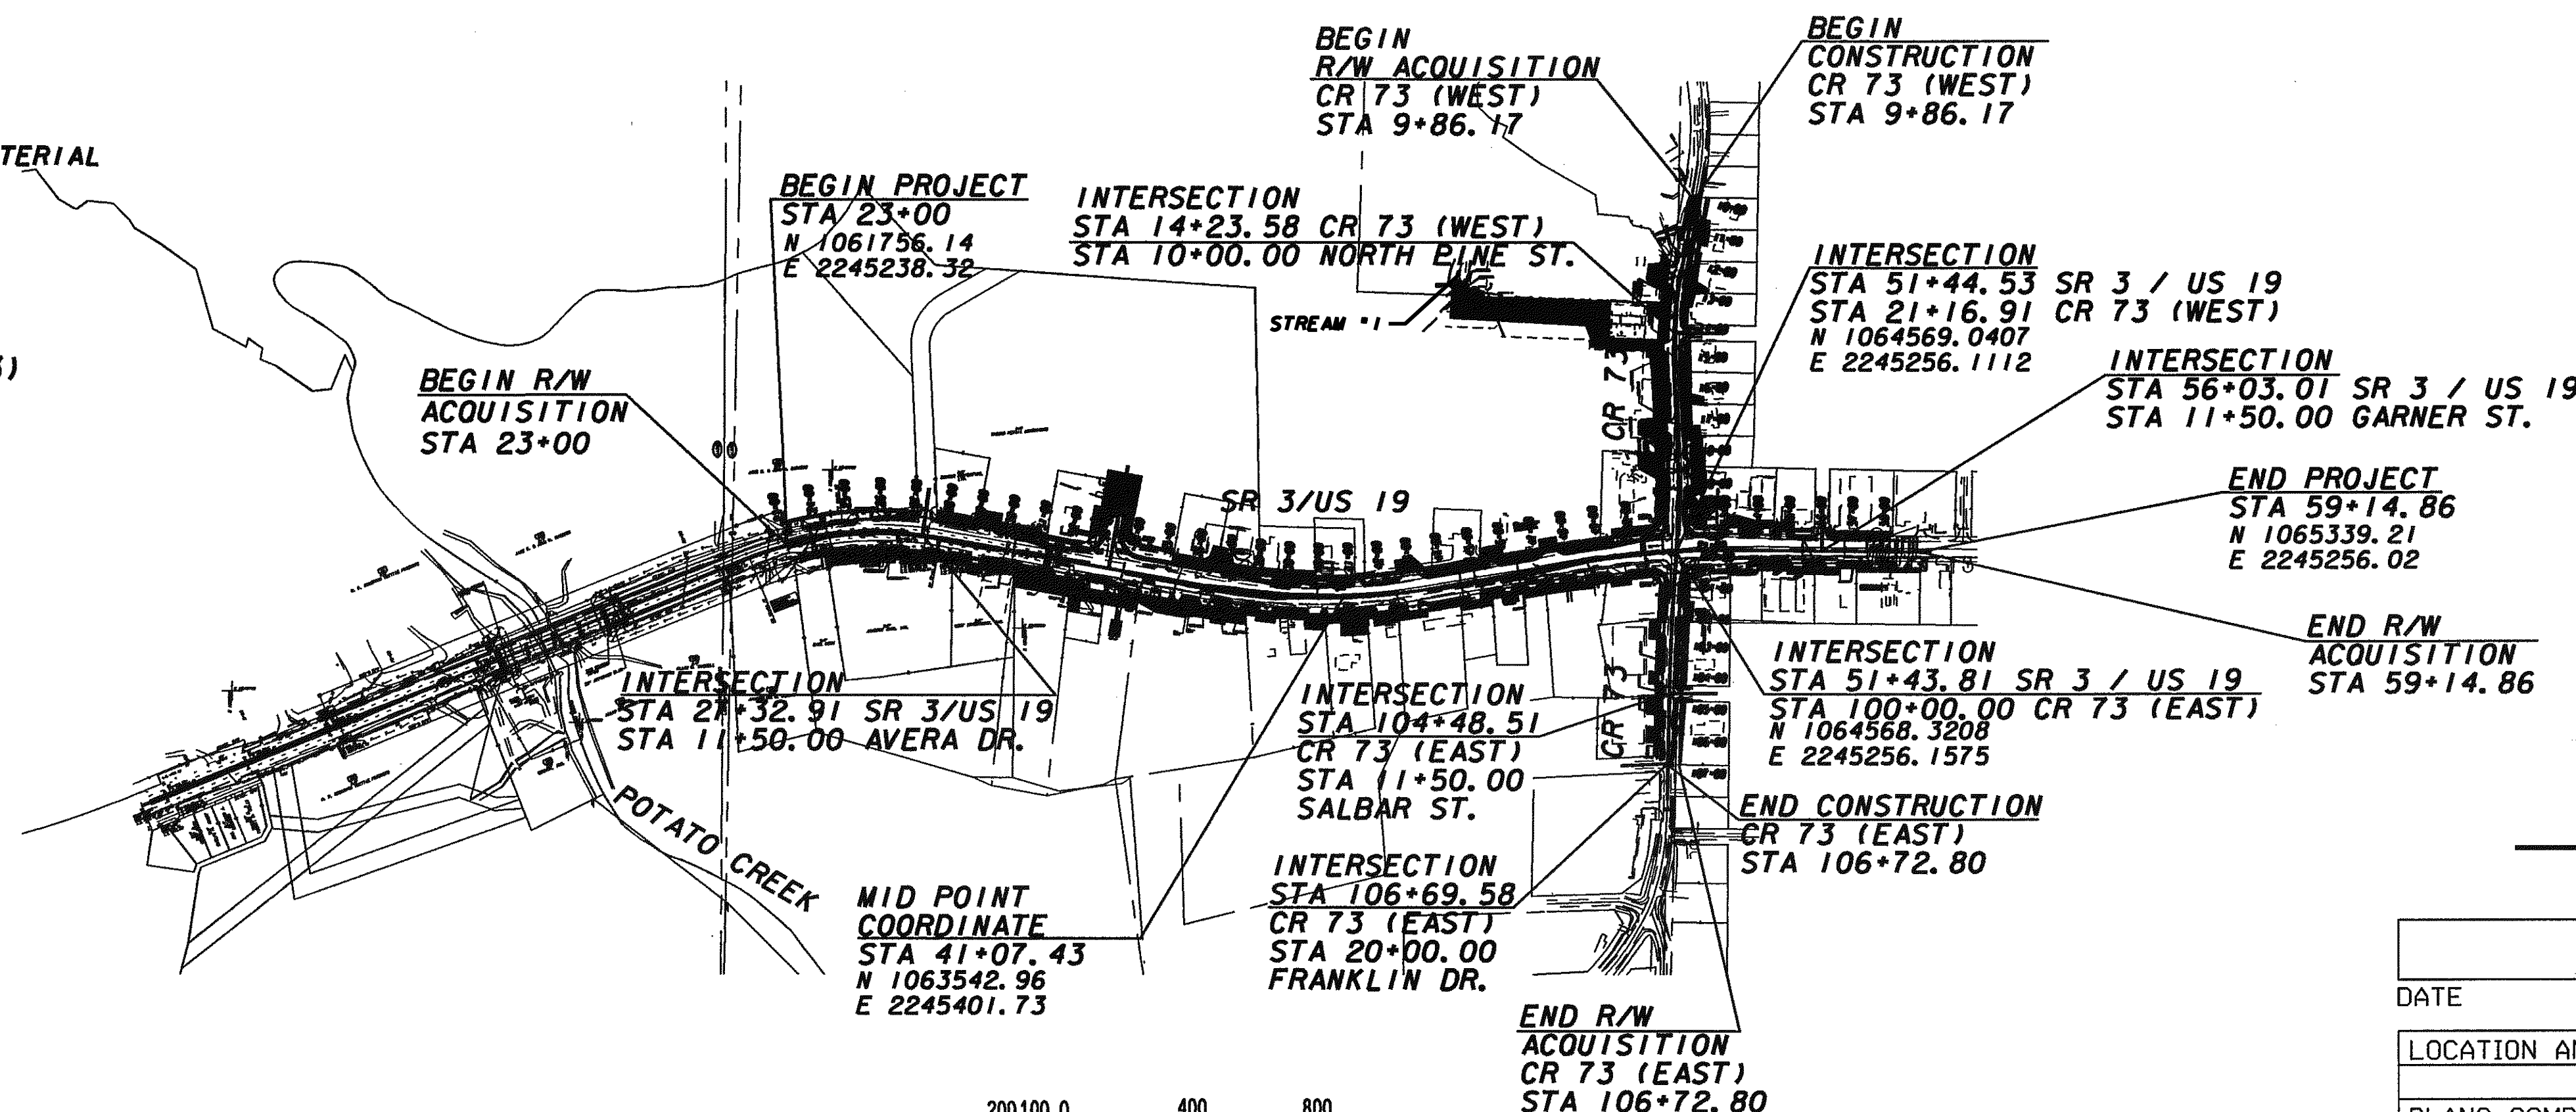 TERIAL
BEGIN
R/W ACQUISITION
CR 73 (WEST)
STA 9+86.17
BEGIN
CONSTRUCTION
CR 73 (WEST)
STA 9+86.17
BEGIN PROJECT
STA 23+00
N 1061756.14
E 2245238.32
INTERSECTION
STA 14+23.58 CR 73 (WEST)
STA 10+00.00 NORTH PINE ST.
INTERSECTION
STA 51+44.53 SR 3 / US 19
STA 21+16.91 CR 73 (WEST)
N 1064569.0407
E 2245256.1112
STREAM #1
INTERSECTION
STA 56+03.01 SR 3 / US 19
STA 11+50.00 GARNER ST.
BEGIN R/W
ACQUISITION
STA 23+00
CR 73
SR 3/US 19
END PROJECT
STA 59+14.86
N 1065339.21
E 2245256.02
END R/W
ACQUISITION
STA 59+14.86
INTERSECTION
STA 27+32.91 SR 3/US 19
STA 11+50.00 AVERA DR.
INTERSECTION
STA 104+48.51
CR 73 (EAST)
STA 11+50.00
SALBAR ST.
CR 73
INTERSECTION
STA 51+43.81 SR 3 / US 19
STA 100+00.00 CR 73 (EAST)
N 1064568.3208
E 2245256.1575
POTATO CREEK
END CONSTRUCTION
CR 73 (EAST)
STA 106+72.80
MID POINT
COORDINATE
STA 41+07.43
N 1063542.96
E 2245401.73
INTERSECTION
STA 106+69.58
CR 73 (EAST)
STA 20+00.00
FRANKLIN DR.
END R/W
ACQUISITION
CR 73 (EAST)
STA 106+72.80
DATE
LOCATION AN
200 100 0 400 800